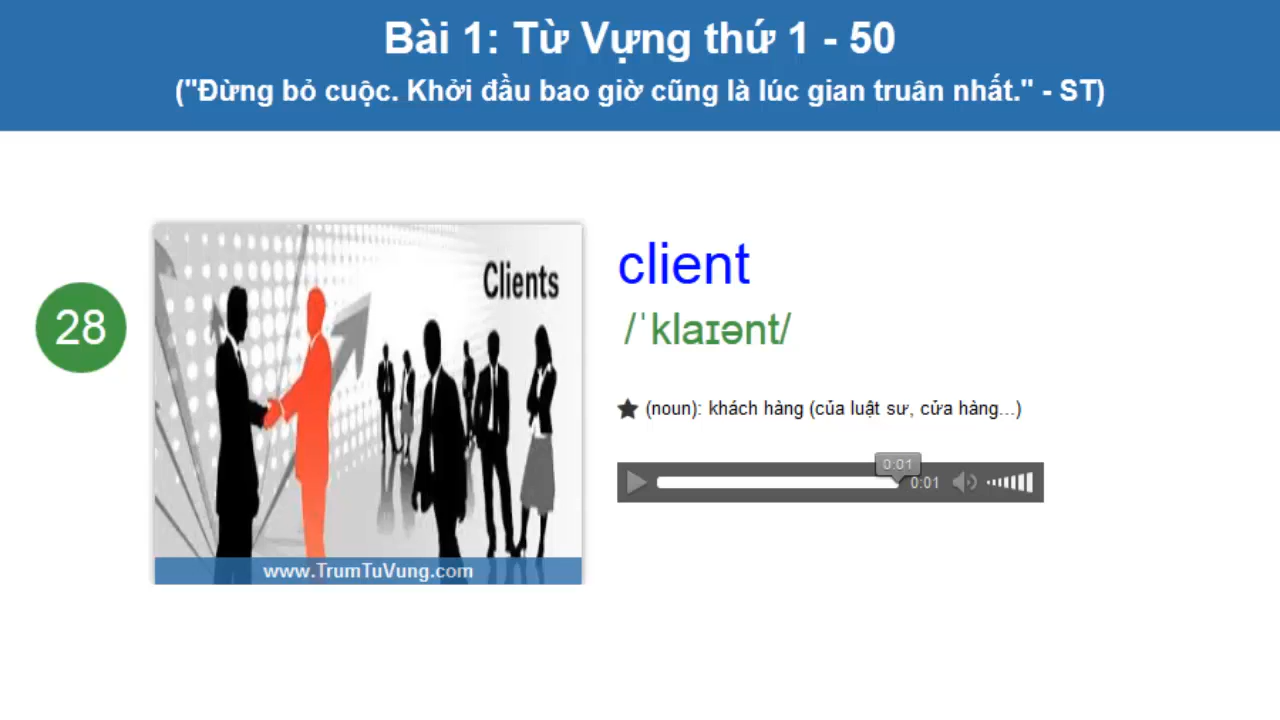 Bài 1: Từ Vựng thứ 1 - 50
("Đừng bỏ cuộc. Khởi đầu bao giờ cũng là lúc gian truân nhất." - ST)
28
Clients
www.TrumTuVung.com
client
/ˈklaɪənt/
★ (noun): khách hàng (của luật sư, cửa hàng...)
0:01
0:01